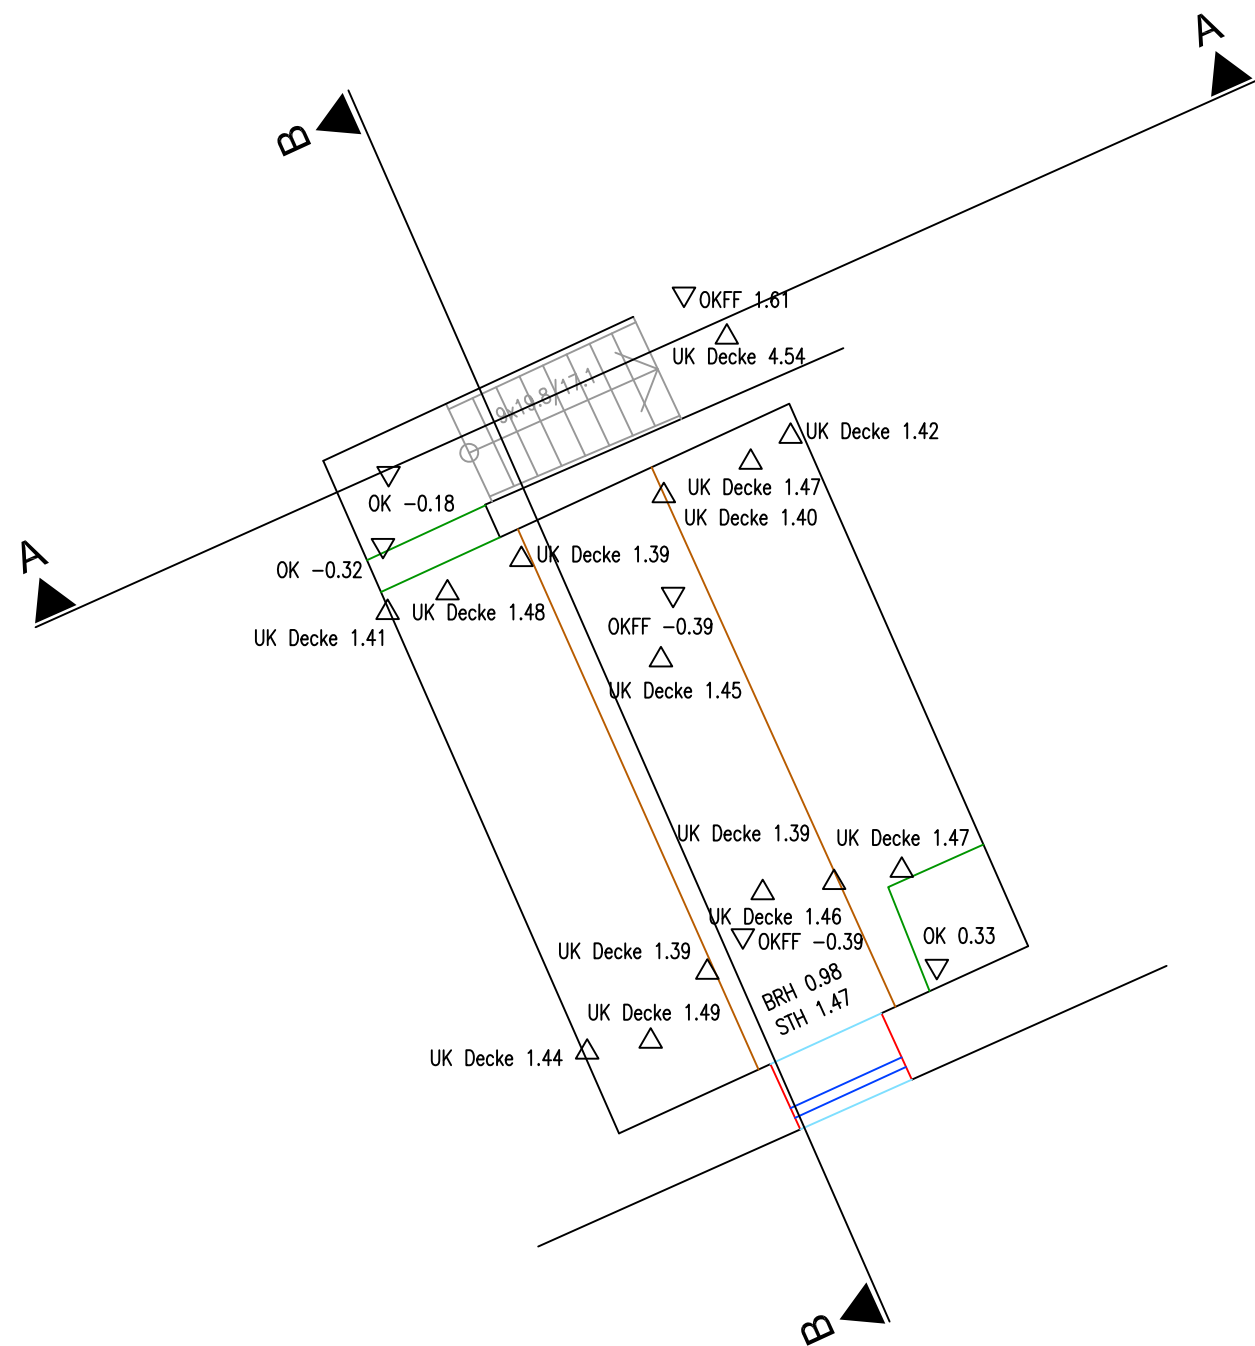 A
B
OKFF 1.61
UK Decke 4.54
9x19.8/17.1
UK Decke 1.42
UK Decke 1.47
OK -0.18
UK Decke 1.40
A
UK Decke 1.39
OK -0.32
UK Decke 1.48
OKFF -0.39
UK Decke 1.41
UK Decke 1.45
UK Decke 1.39
UK Decke 1.47
UK Decke 1.46
OK 0.33
OKFF -0.39
UK Decke 1.39
BRH 0.98
STH 1.47
UK Decke 1.49
UK Decke 1.44
B